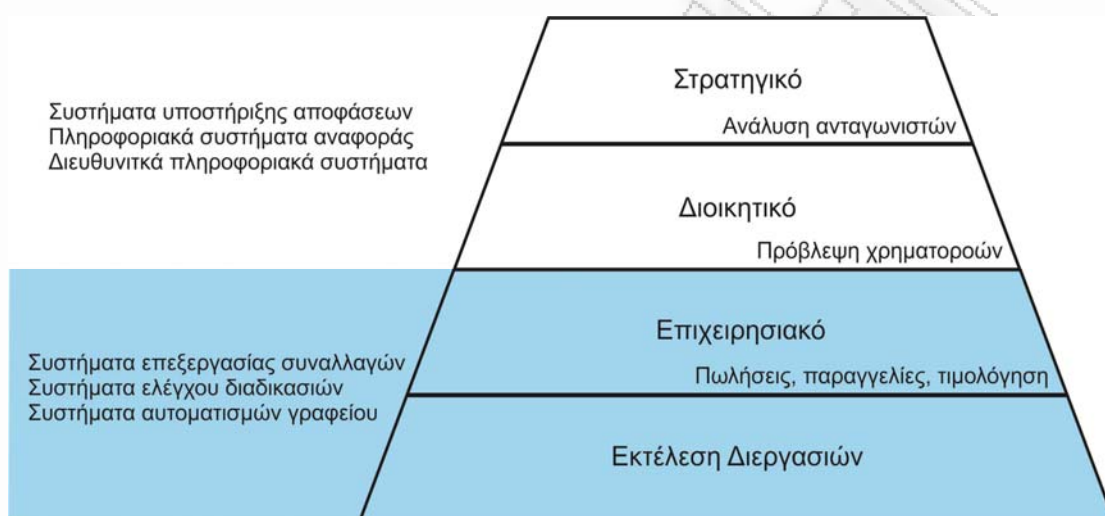 Στρατηγικό
Ανάλυση ανταγωνιστών
Συστήματα υποστήριξης αποφάσεων
Πληροφοριακά συστήματα αναφοράς
Διευθυνιτκά πληροφοριακά συστήματα
Διοικητικό
Πρόβλεψη χρηματοροών
Επιχειρησιακό
Πωλήσεις, παραγγελίες, τιμολόγηση
Συστήματα επεξεργασίας συναλλαγών
Συστήματα ελέγχου διαδικασιών
Συστήματα αυτοματισμών γραφείου
Εκτέλεση Διεργασιών